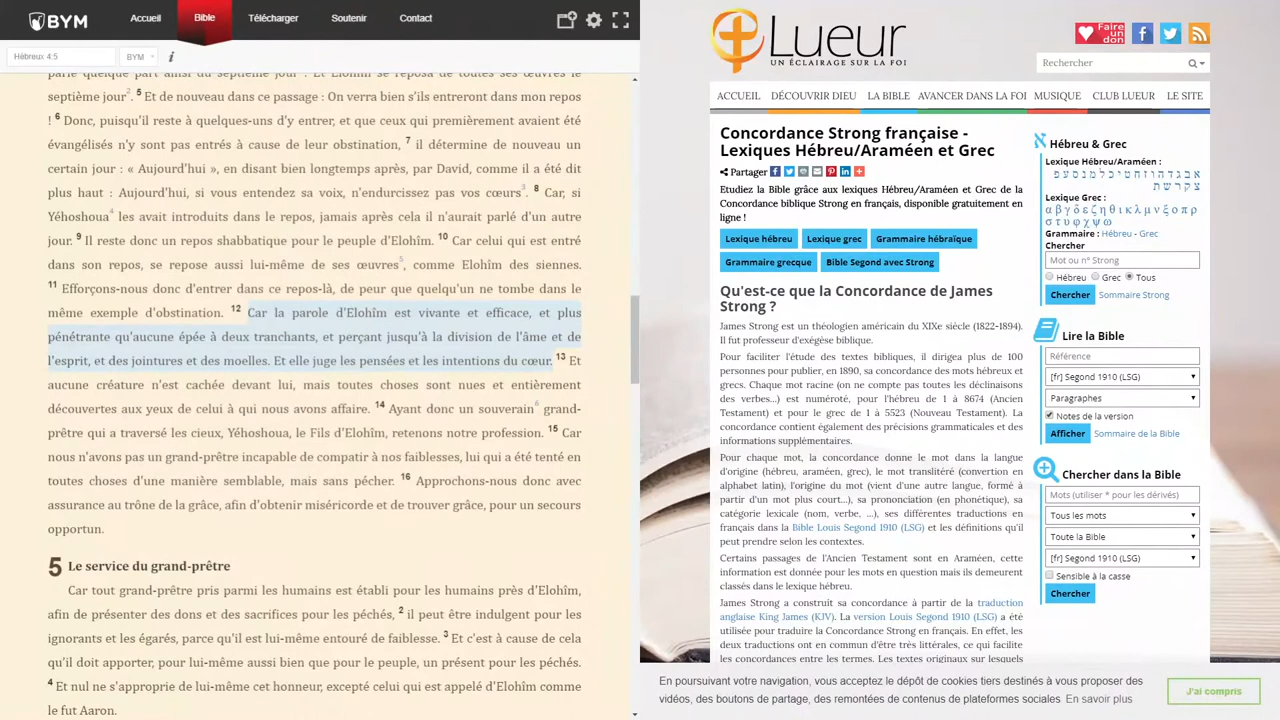 BYM
Accueil
Bible
Télécharger
Soutenir
Contact
Hébreux 4:5
BYM
i
parle quelque part ainsi du septième jour : Et Elohîm se reposa de toutes ses œuvres le
septième jour². 5 Et de nouveau dans ce passage : On verra bien s'ils entreront dans mon repos
! 6 Donc, puisqu'il reste à quelques-uns d'y entrer, et que ceux qui premièrement avaient été
évangélisés n'y sont pas entrés à cause de leur obstination, 7 il détermine de nouveau un
certain jour : « Aujourd'hui », en disant bien longtemps après, par David, comme il a été dit
plus haut : Aujourd'hui, si vous entendez sa voix, n'endurcissez pas vos cœurs³. 8 Car, si
Yéhoshoua⁴ les avait introduits dans le repos, jamais après cela il n'aurait parlé d'un autre
jour. 9 Il reste donc un repos shabbatique pour le peuple d'Elohîm. 10 Car celui qui est entré
dans son repos, se repose aussi lui-même de ses œuvres⁵, comme Elohîm des siennes.
11 Efforçons-nous donc d'entrer dans ce repos-là, de peur que quelqu'un ne tombe dans le
même exemple d'obstination. 12 Car la parole d'Elohîm est vivante et efficace, et plus
pénétrante qu'aucune épée à deux tranchants, et perçant jusqu'à la division de l'âme et de
l'esprit, et des jointures et des moelles. Et elle juge les pensées et les intentions du cœur. 13 Et
aucune créature n'est cachée devant lui, mais toutes choses sont nues et entièrement
découvertes aux yeux de celui à qui nous avons affaire. 14 Ayant donc un souverain⁶ grand-
prêtre qui a traversé les cieux, Yéhoshoua, le Fils d'Elohîm, retenons notre profession. 15 Car
nous n'avons pas un grand-prêtre incapable de compatir à nos faiblesses, lui qui a été tenté en
toutes choses d'une manière semblable, mais sans pécher. 16 Approchons-nous donc avec
assurance au trône de la grâce, afin d'obtenir miséricorde et de trouver grâce, pour un secours
opportun.
5 Le service du grand-prêtre
Car tout grand-prêtre pris parmi les humains est établi pour les humains près d'Elohîm,
afin de présenter des dons et des sacrifices pour les péchés, 2 il peut être indulgent pour les
ignorants et les égarés, parce qu'il est lui-même entouré de faiblesse. 3 Et c'est à cause de cela
qu'il doit apporter, pour lui-même aussi bien que pour le peuple, un présent pour les péchés.
4 Et nul ne s'approprie de lui-même cet honneur, excepté celui qui est appelé d'Elohîm comme
le fut Aaron.
Lueur
UN ÉCLAIRAGE SUR LA FOI
Faire un don
Rechercher
ACCUEIL
DÉCOUVRIR DIEU
LA BIBLE
AVANCER DANS LA FOI
MUSIQUE
CLUB LUEUR
LE SITE
Concordance Strong française -
Lexiques Hébreu/Araméen et Grec
Partager
Etudiez la Bible grâce aux lexiques Hébreu/Araméen et Grec de la
Concordance biblique Strong en français, disponible gratuitement en
ligne !
Lexique hébreu
Lexique grec
Grammaire hébraïque
Grammaire grecque
Bible Segond avec Strong
Qu'est-ce que la Concordance de James
Strong ?
James Strong est un théologien américain du XIXe siècle (1822-1894).
Il fut professeur d'exégèse biblique.
Pour faciliter l'étude des textes bibliques, il dirigea plus de 100
personnes pour publier, en 1890, sa concordance des mots hébreux et
grecs. Chaque mot racine (on ne compte pas toutes les déclinaisons
des verbes...) est numéroté, pour l'hébreu de 1 à 8674 (Ancien
Testament) et pour le grec de 1 à 5523 (Nouveau Testament). La
concordance contient également des précisions grammaticales et des
informations supplémentaires.
Pour chaque mot, la concordance donne le mot dans la langue
d'origine (hébreu, araméen, grec), le mot translitéré (convertion en
alphabet latin), l'origine du mot (vient d'une autre langue, formé à
partir d'un mot plus court...), sa prononciation (en phonétique), sa
catégorie lexicale (nom, verbe, ...), ses différentes traductions en
français dans la Bible Louis Segond 1910 (LSG) et les définitions qu'il
peut prendre selon les contextes.
Certains passages de l'Ancien Testament sont en Araméen, cette
information est donnée pour les mots en question mais ils demeurent
classés dans le lexique hébreu.
James Strong a construit sa concordance à partir de la traduction
anglaise King James (KJV). La version Louis Segond 1910 (LSG) a été
utilisée pour traduire la Concordance Strong en français. En effet, les
deux traductions ont en commun d'être très littérales, ce qui facilite
les concordances entre les termes. Les textes originaux sur lesquels
א Hébreu & Grec
Lexique Hébreu/Araméen :
א ב ג ד ה ו ז ח ט י כ ל מ נ ס ע פ
צ ק ר ש ת
Lexique Grec :
α β γ δ ε ζ η θ ι κ λ μ ν ξ ο π ρ
σ τ υ φ χ ψ ω
Grammaire : Hébreu - Grec
Chercher
Mot ou n° Strong
Hébreu Grec Tous
Chercher Sommaire Strong
Lire la Bible
Référence
[fr] Segond 1910 (LSG)
Paragraphes
Notes de la version
Afficher Sommaire de la Bible
Chercher dans la Bible
Mots (utiliser * pour les dérivés)
Tous les mots
Toute la Bible
[fr] Segond 1910 (LSG)
Sensible à la casse
Chercher
En poursuivant votre navigation, vous acceptez le dépôt de cookies tiers destinés à vous proposer des
vidéos, des boutons de partage, des remontées de contenus de plateformes sociales En savoir plus
J'ai compris